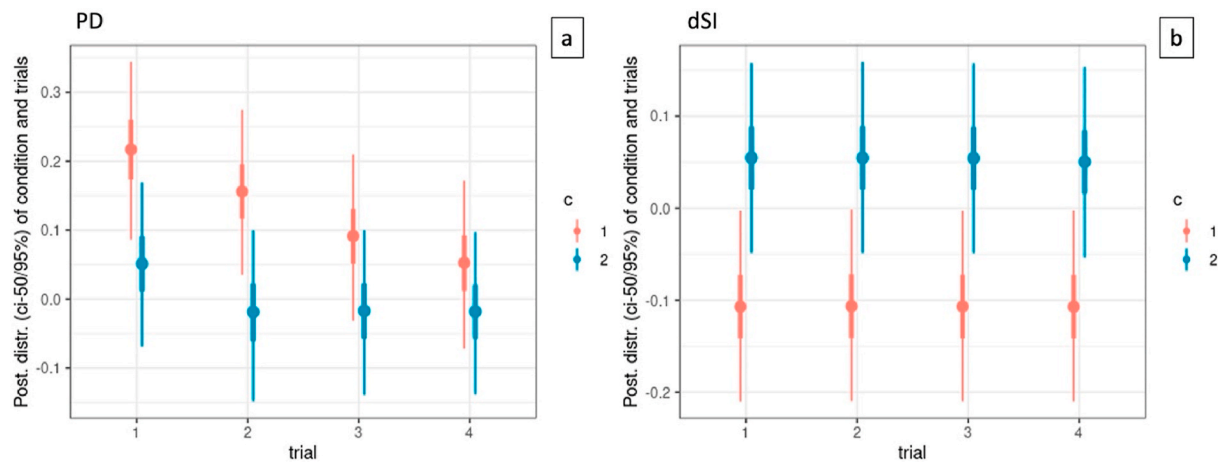 PD
a
Post. distr. (ci-50/95%) of condition and trials
0.3
0.2
0.1
0.0
-0.1
1
2
3
4
trial
c
1
2
dSI
b
Post. distr. (ci-50/95%) of condition and trials
0.1
0.0
-0.1
-0.2
1
2
3
4
trial
c
1
2